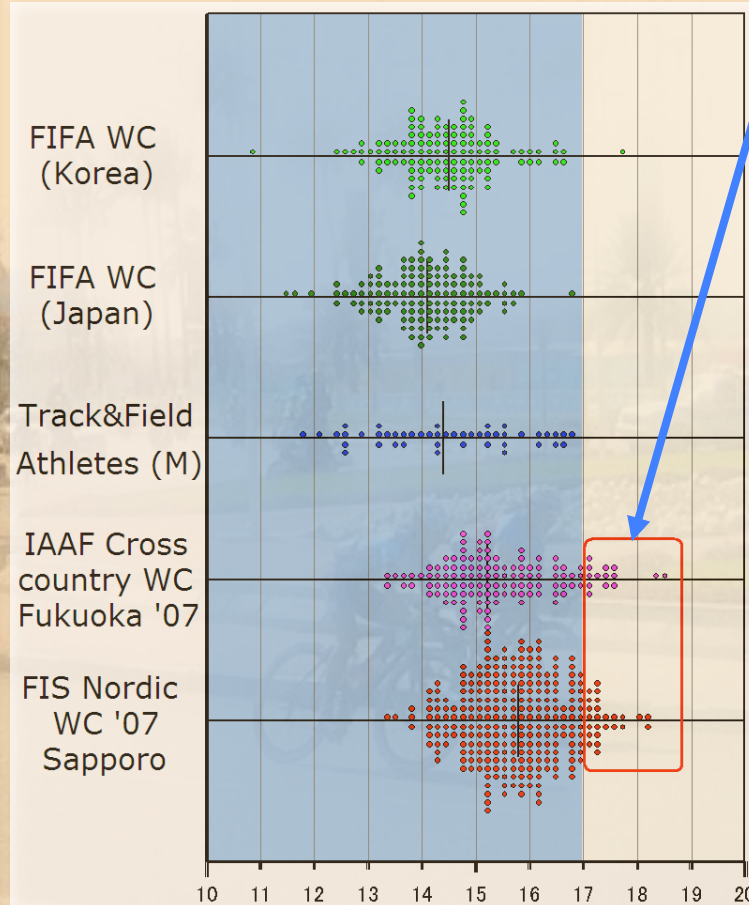 FIFA WC
(Korea)
FIFA WC
(Japan)
Track&Field
Athletes (M)
IAAF Cross
country WC
Fukuoka '07
FIS Nordic
WC '07
Sapporo
10 11 12 13 14 15 16 17 18 19 20